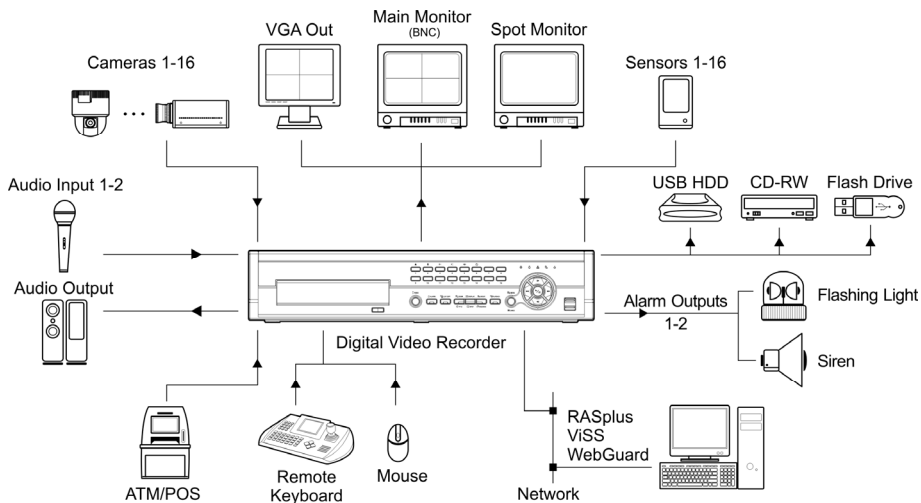 Main Monitor
(BNC)
VGA Out
Spot Monitor
Cameras 1-16
Sensors 1-16
Audio Input 1-2
USB HDD
CD-RW
Flash Drive
Audio Output
Alarm Outputs
1-2
Flashing Light
Digital Video Recorder
Siren
RASplus
ViSS
WebGuard
ATM/POS
Remote
Keyboard
Mouse
Network